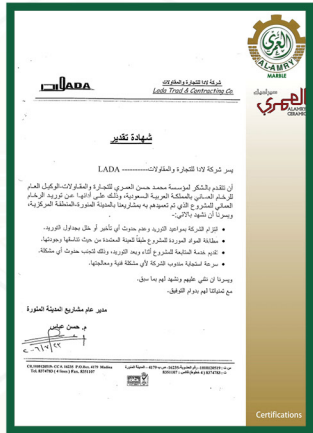 AL-AMRY
MARBLE
سيراميك
العمري
ALAMRY
CERAMIC
LADA
شركة لادا للتجارة والمقاولات
Lada Trad & Contracting Co.
شهادة تقدير
يسر شركة لادا للتجارة والمقاولات ---------- LADA
أن تتقدم بالشكر لمؤسسة محمد حسن العمري للتجارة والمقاولات-الوكيل العام
للرخام العماني بالمملكة العربية السعودية، وذلك على أدائها عن توريد الرخام
العماني للمشروع الذي تم تعميدهم به بمشاريعنا بالمدينة المنورة-المنطقة المركزية،
ويسرنا أن نشهد بالآتي:-
• التزام الشركة بمواعيد التوريد وعدم حدوث أي تأخير أو خلل بجداول التوريد.
• مطابقة المواد الموردة للمشروع طبقاً للعينة المعتمدة من حيث تناسقها وجودتها.
• تقديم خدمة المتابعة للمشروع أثناء وبعد التوريد، وذلك لتجنب حدوث أي مشكلة.
• سرعة استجابة مندوب الشركة لأي مشكلة فنية ومعالجتها.
ويسرنا ان نثني عليهم ونشهد لهم بما سبق.
مع تمنياتنا لهم بدوام التوفيق.
مدير عام مشاريع المدينة المنورة
م. حسن عباس
Certifications